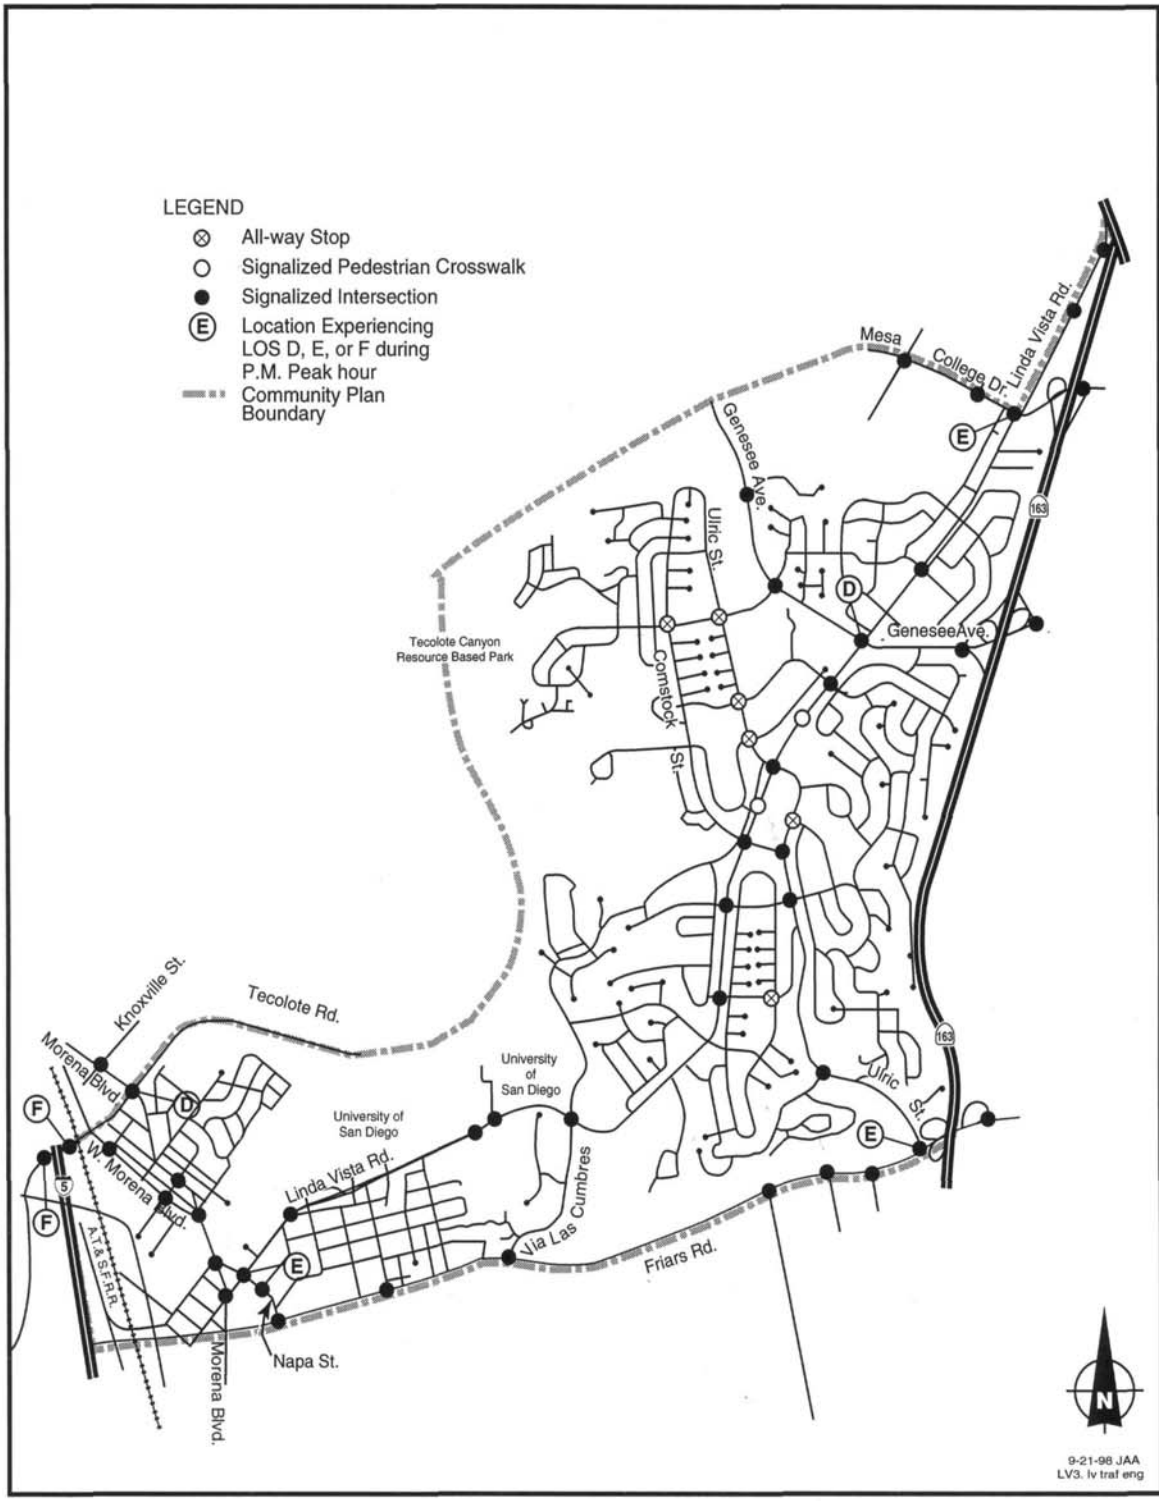 LEGEND
All-way Stop
Signalized Pedestrian Crosswalk
Signalized Intersection
E
Location Experiencing
LOS D, E, or F during
P.M. Peak hour
Community Plan
Boundary
Linda Vista Rd.
Mesa
College Dr.
E
Genesee Ave.
163
Ulric St.
D
GeneseeAve.
Tecolote Canyon
Resource Based Park
Comstock
St.
Knoxville St.
Tecolote Rd.
Morena Blvd.
163
University
of
San Diego
Ulric
St.
D
F
University of
San Diego
E
W. Morena Blvd.
Linda Vista Rd.
5
Via Las Cumbres
F
A.T.& S.F.R.R.
E
Friars Rd.
Napa St.
Morena Blvd.
N
9-21-98 JAA
LV3. lv traf eng